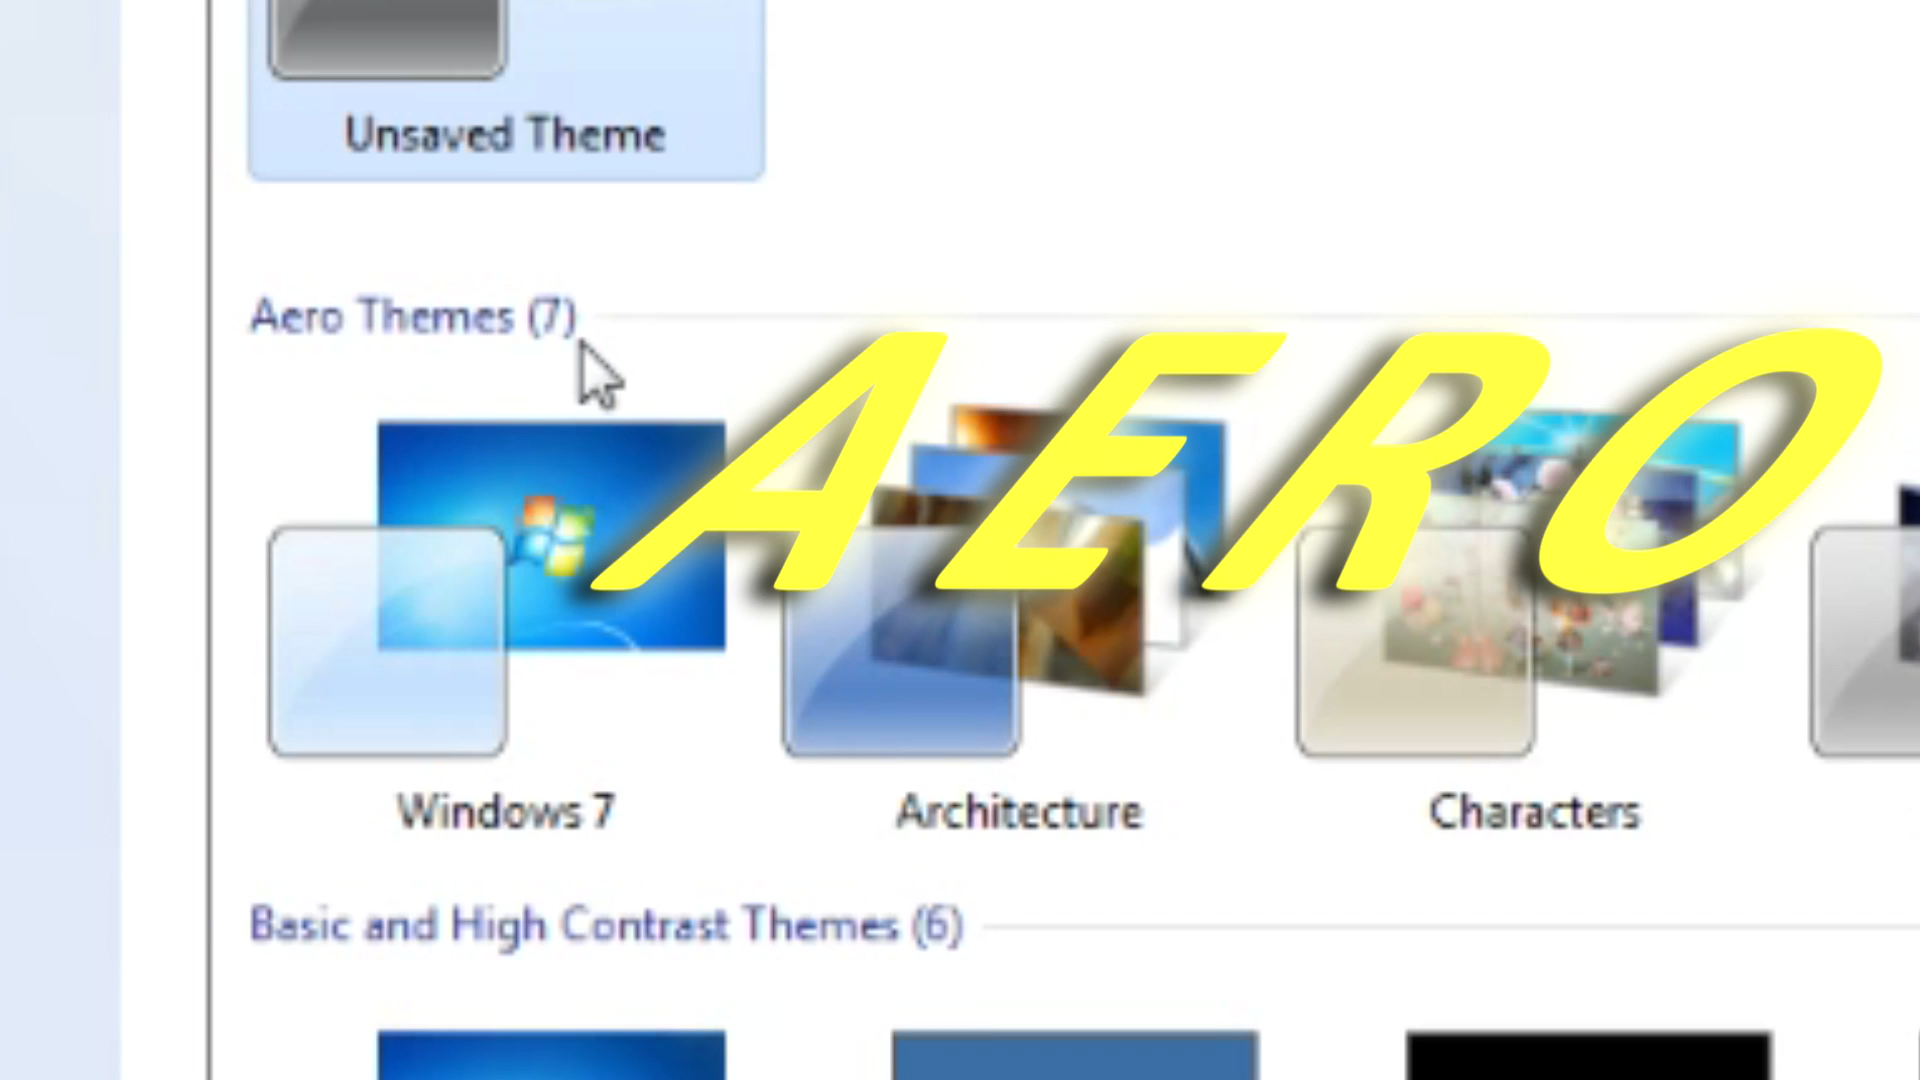 Unsaved Theme
Aero Themes (7)
AERO
Windows 7
Architecture
Characters
Basic and High Contrast Themes (6)